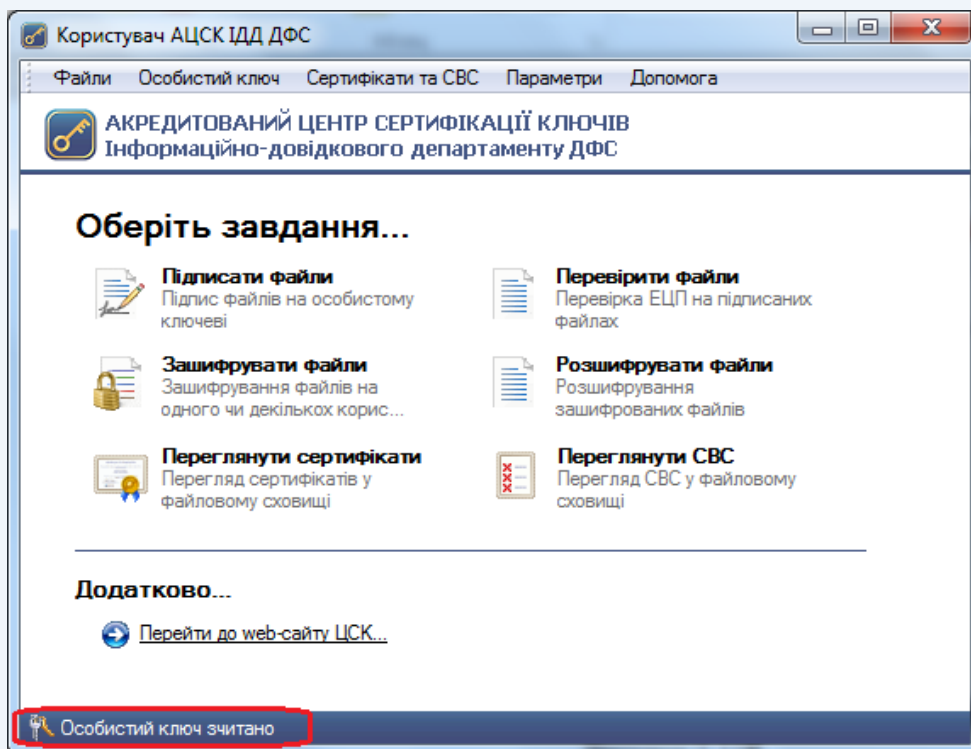 Користувач АЦСК ІДД ДФС
Файли Особистий ключ Сертифікати та СВС Параметри Допомога
АКРЕДИТОВАНИЙ ЦЕНТР СЕРТИФІКАЦІЇ КЛЮЧІВ
Інформаційно-довідкового департаменту ДФС
Оберіть завдання...
Підписати файли
Підпис файлів на особистому
ключеві
Перевірити файли
Перевірка ЕЦП на підписаних
файлах
Зашифрувати файли
Зашифрування файлів на
одного чи декількох корис...
Розшифрувати файли
Розшифрування
зашифрованих файлів
Переглянути сертифікати
Перегляд сертифікатів у
файловому сховищі
Переглянути СВС
Перегляд СВС у файловому
сховищі
Додатково...
Перейти до web-сайту ЦСК...
Особистий ключ зчитано